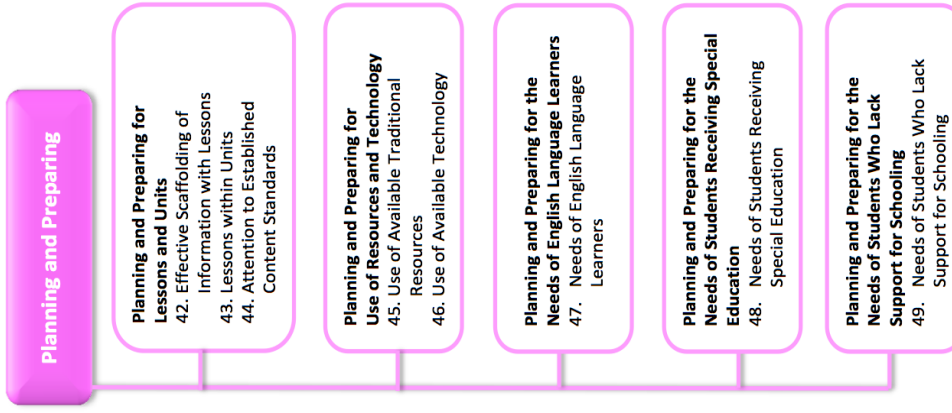 Planning and Preparing
Planning and Preparing for
Lessons and Units
42. Effective Scaffolding of
Information with Lessons
43. Lessons within Units
44. Attention to Established
Content Standards
Planning and Preparing for
Use of Resources and Technology
45. Use of Available Traditional
Resources
46. Use of Available Technology
Planning and Preparing for the
Needs of English Language Learners
47. Needs of English Language
Learners
Planning and Preparing for the
Needs of Students Receiving Special
Education
48. Needs of Students Receiving
Special Education
Planning and Preparing for the
Needs of Students Who Lack
Support for Schooling
49. Needs of Students Who Lack
Support for Schooling